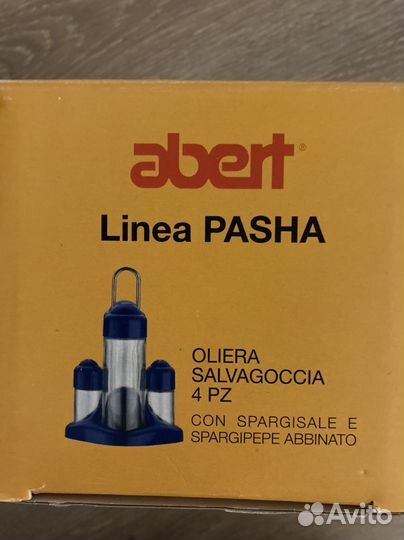 abert®
Linea PASHA
OLIERA
SALVAGOCCIA
4 PZ
CON SPARGISALE E
SPARGIPEPE ABBINATO
Avito